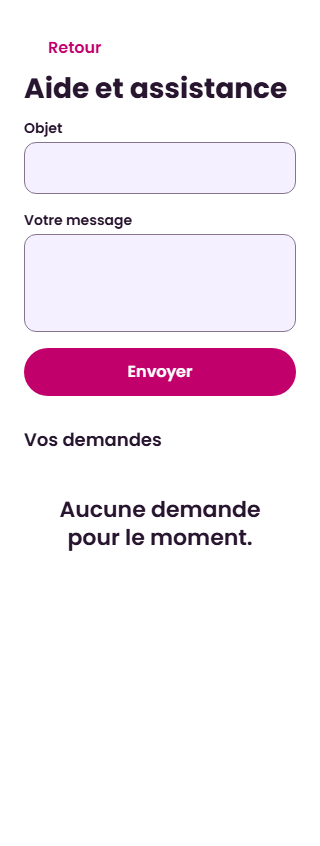 Retour
Aide et assistance
Objet
Votre message
Envoyer
Vos demandes
Aucune demande
pour le moment.